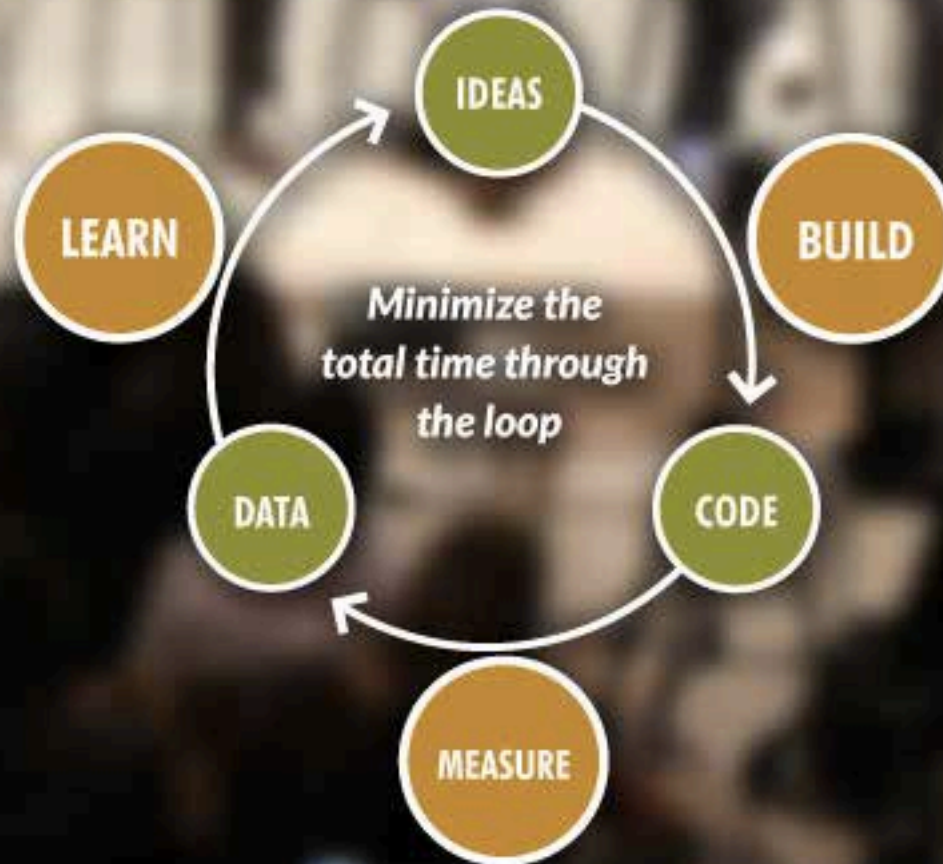 IDEAS
LEARN
BUILD
Minimize the
total time through
the loop
DATA
CODE
MEASURE